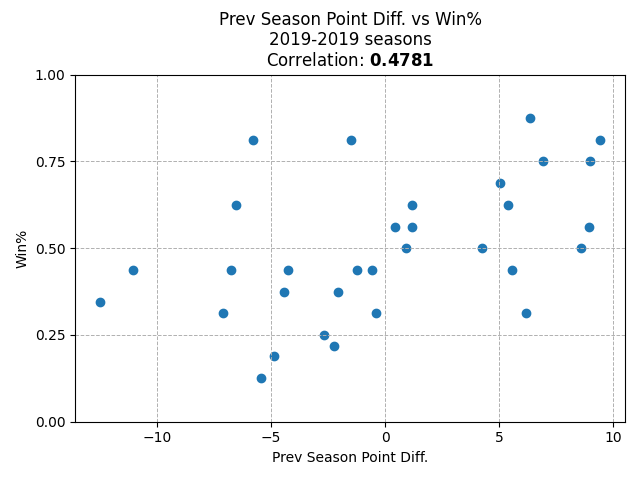 Prev Season Point Diff. vs Win%
2019-2019 seasons
Correlation: 0.4781
1.00
0.75
0.50
0.25
0.00
Win%
−10
−5
0
5
10
Prev Season Point Diff.